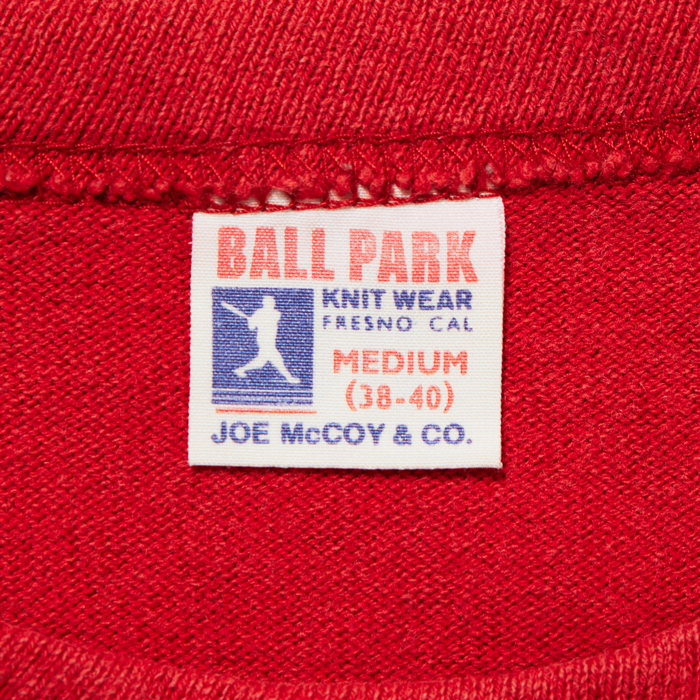 BALL PARK
KNIT WEAR
FRESNO CAL
MEDIUM
(38-40)
JOE McCOY & CO.